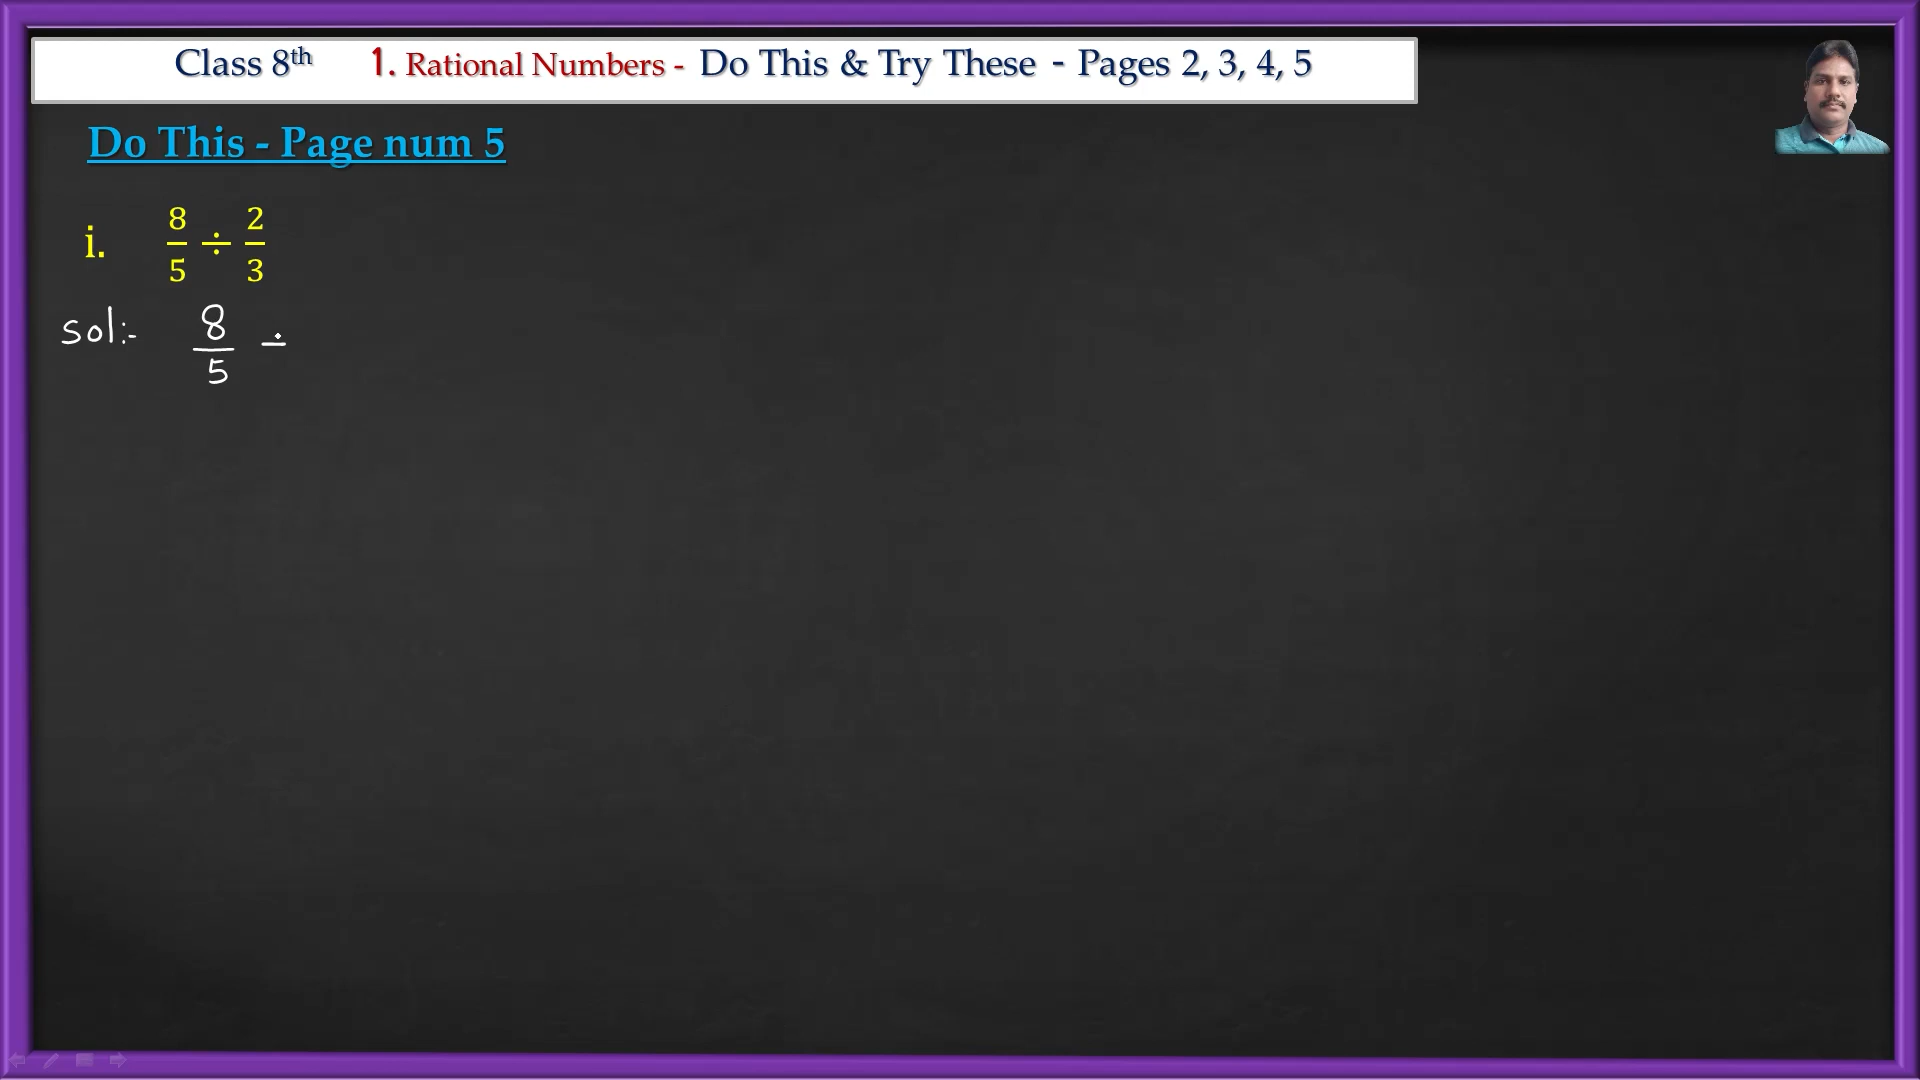 Class 8th 1. Rational Numbers - Do This & Try These - Pages 2, 3, 4, 5
Do This - Page num 5
i. 8/5 ÷ 2/3
sol:- 8/5 ÷